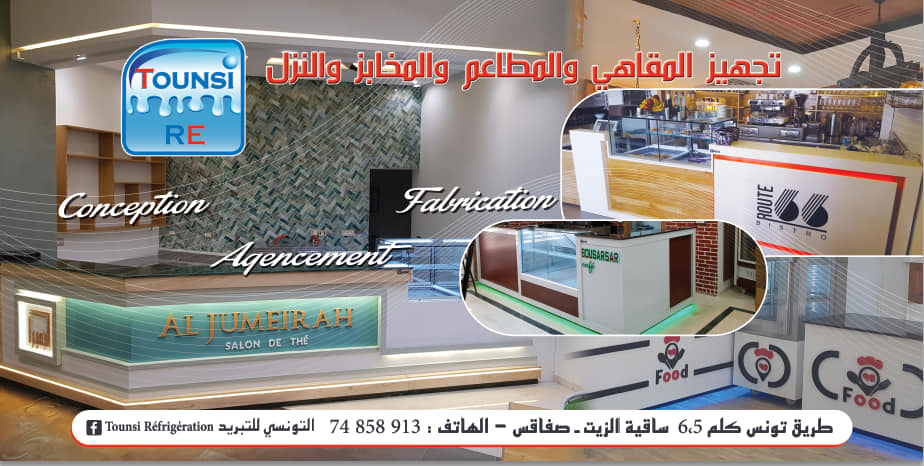 TOUNSI
RE
تجهيز المقاهي والمطاعم والمخابز والنزل
Conception
Fabrication
Agencement
ROUTE
66
BISTRO
BOUSARSAR
café
AL JUMEIRAH
SALON DE THÉ
Food
Food
طريق تونس كلم 6،5 ساقية الزيت ـ صفاقس – الهاتف : 74 858 913 التونسي للتبريد Tounsi Réfrigération